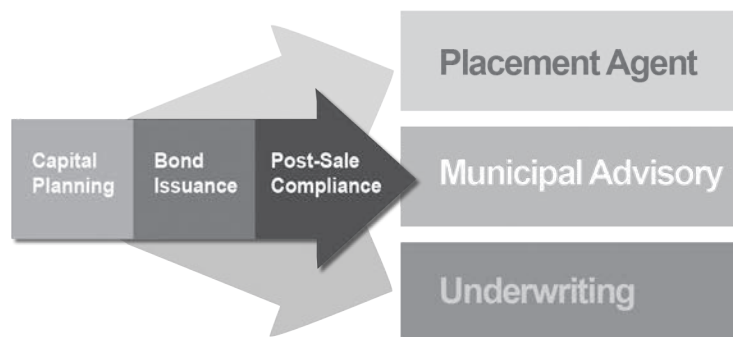 Capital
Planning
Bond
Issuance
Post-Sale
Compliance
Placement Agent
Municipal Advisory
Underwriting